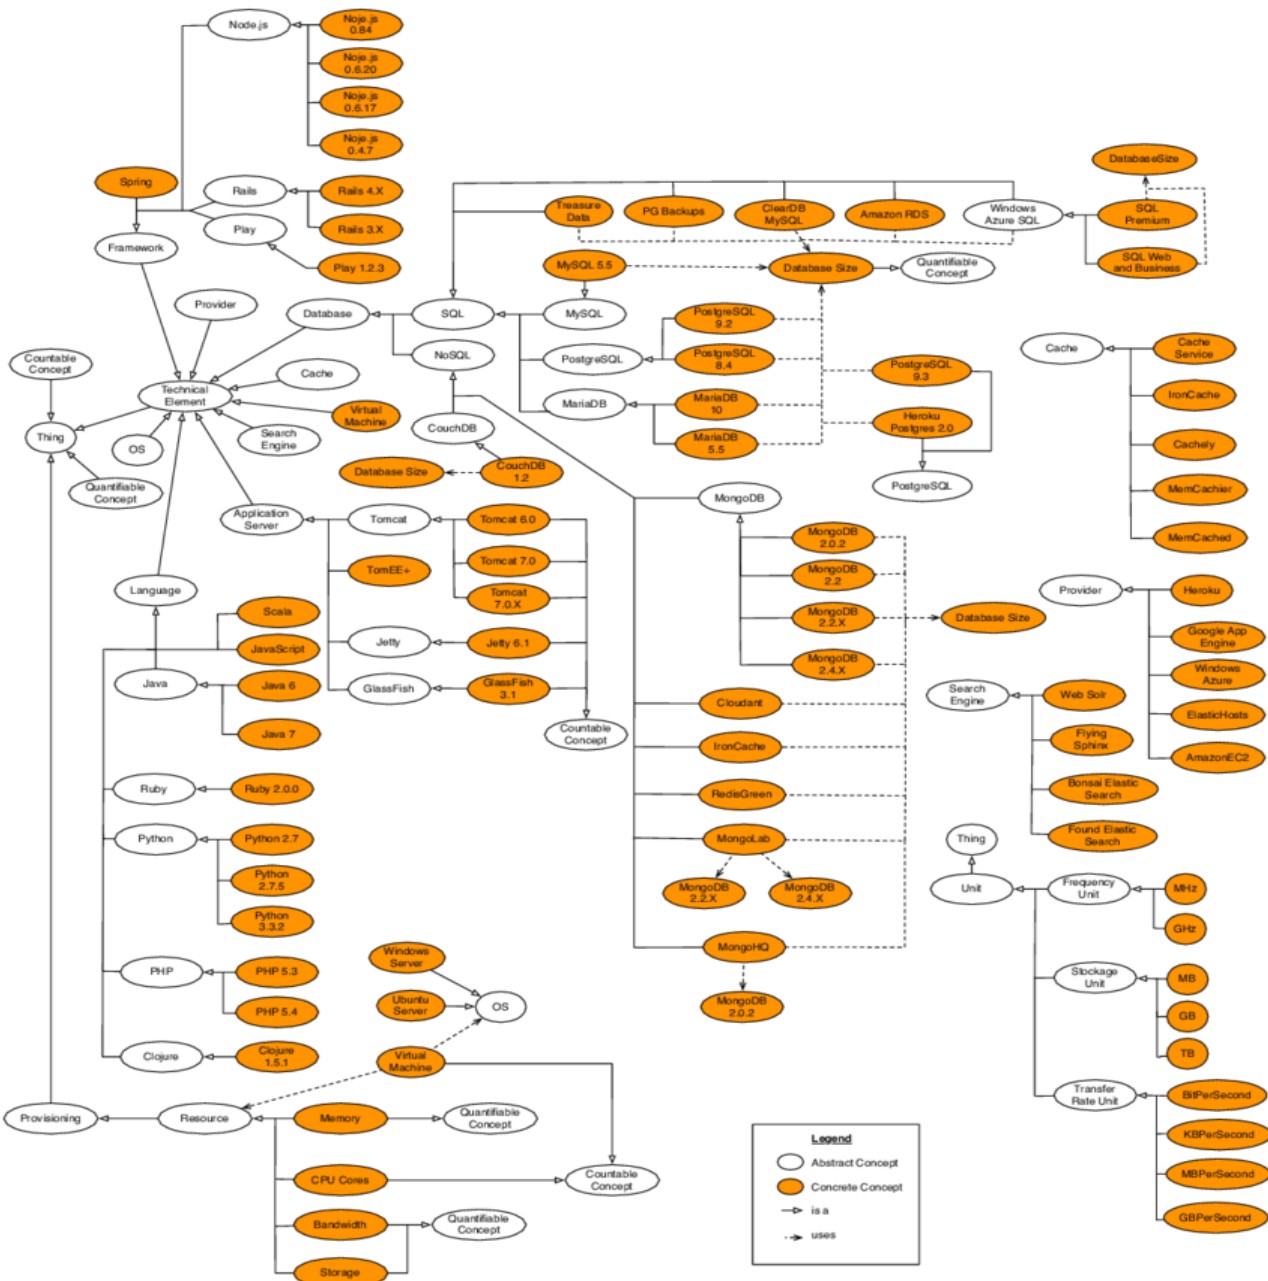 Node.js
Noje.js
0.84
Noje.js
0.6.20
Noje.js
0.6.17
Noje.js
0.4.7
Spring
Rails
Rails 4.X
Rails 3.X
Play
Play 1.2.3
Framework
DatabaseSize
Treasure
Data
PG Backups
ClearDB
MySQL
Amazon RDS
Windows
Azure SQL
SQL
Premium
SQL Web
and Business
MySQL 5.5
Database Size
Quantifiable
Concept
Provider
Database
SQL
MySQL
PostgreSQL
9.2
NoSQL
PostgreSQL
PostgreSQL
8.4
PostgreSQL
9.3
Cache
Cache
Service
IronCache
Cachely
MemCachier
MemCached
Countable
Concept
Cache
Technical
Element
Virtual
Machine
Thing
OS
Search
Engine
CouchDB
MariaDB
MariaDB
10
MariaDB
5.5
Heroku
Postgres 2.0
PostgreSQL
Quantifiable
Concept
Database Size
CouchDB
1.2
MongoDB
Application
Server
Tomcat
Tomcat 6.0
TomEE+
Tomcat 7.0
Tomcat
7.0.X
Jetty
Jetty 6.1
GlassFish
GlassFish
3.1
Countable
Concept
MongoDB
2.0.2
MongoDB
2.2
MongoDB
2.2.X
MongoDB
2.4.X
Database Size
Provider
Heroku
Google App
Engine
Windows
Azure
ElasticHosts
AmazonEC2
Language
Scala
JavaScript
Java
Java 6
Java 7
Cloudant
IronCache
RedisGreen
MongoLab
MongoDB
2.2.X
MongoDB
2.4.X
MongoHQ
MongoDB
2.0.2
Search
Engine
Web Solr
Flying
Sphinx
Bonsai Elastic
Search
Found Elastic
Search
Ruby
Ruby 2.0.0
Python
Python 2.7
Python
2.7.5
Python
3.3.2
PHP
PHP 5.3
PHP 5.4
Clojure
Clojure
1.5.1
Windows
Server
Ubuntu
Server
OS
Virtual
Machine
Thing
Unit
Frequency
Unit
MHz
GHz
Stockage
Unit
MB
GB
TB
Transfer
Rate Unit
BitPerSecond
KBPerSecond
MBPerSecond
GBPerSecond
Provisioning
Resource
Memory
Quantifiable
Concept
CPU Cores
Countable
Concept
Bandwidth
Quantifiable
Concept
Storage
Legend
Abstract Concept
Concrete Concept
is a
uses